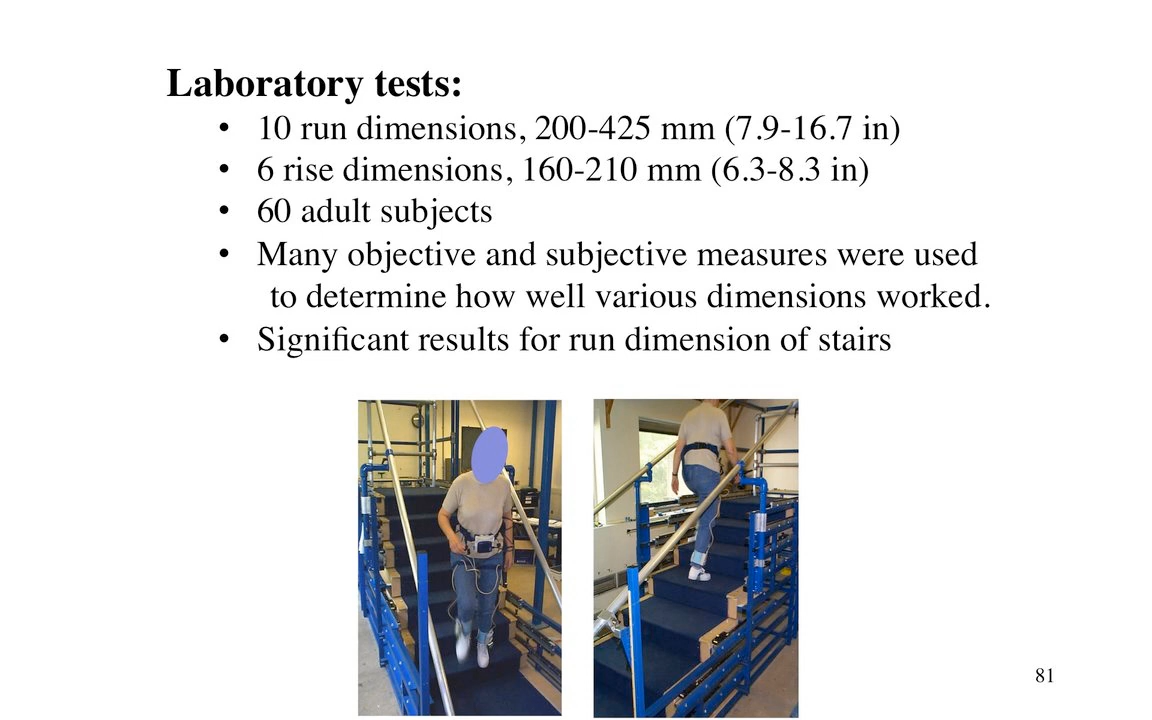 Laboratory tests:
• 10 run dimensions, 200-425 mm (7.9-16.7 in)
• 6 rise dimensions, 160-210 mm (6.3-8.3 in)
• 60 adult subjects
• Many objective and subjective measures were used
to determine how well various dimensions worked.
• Significant results for run dimension of stairs
81